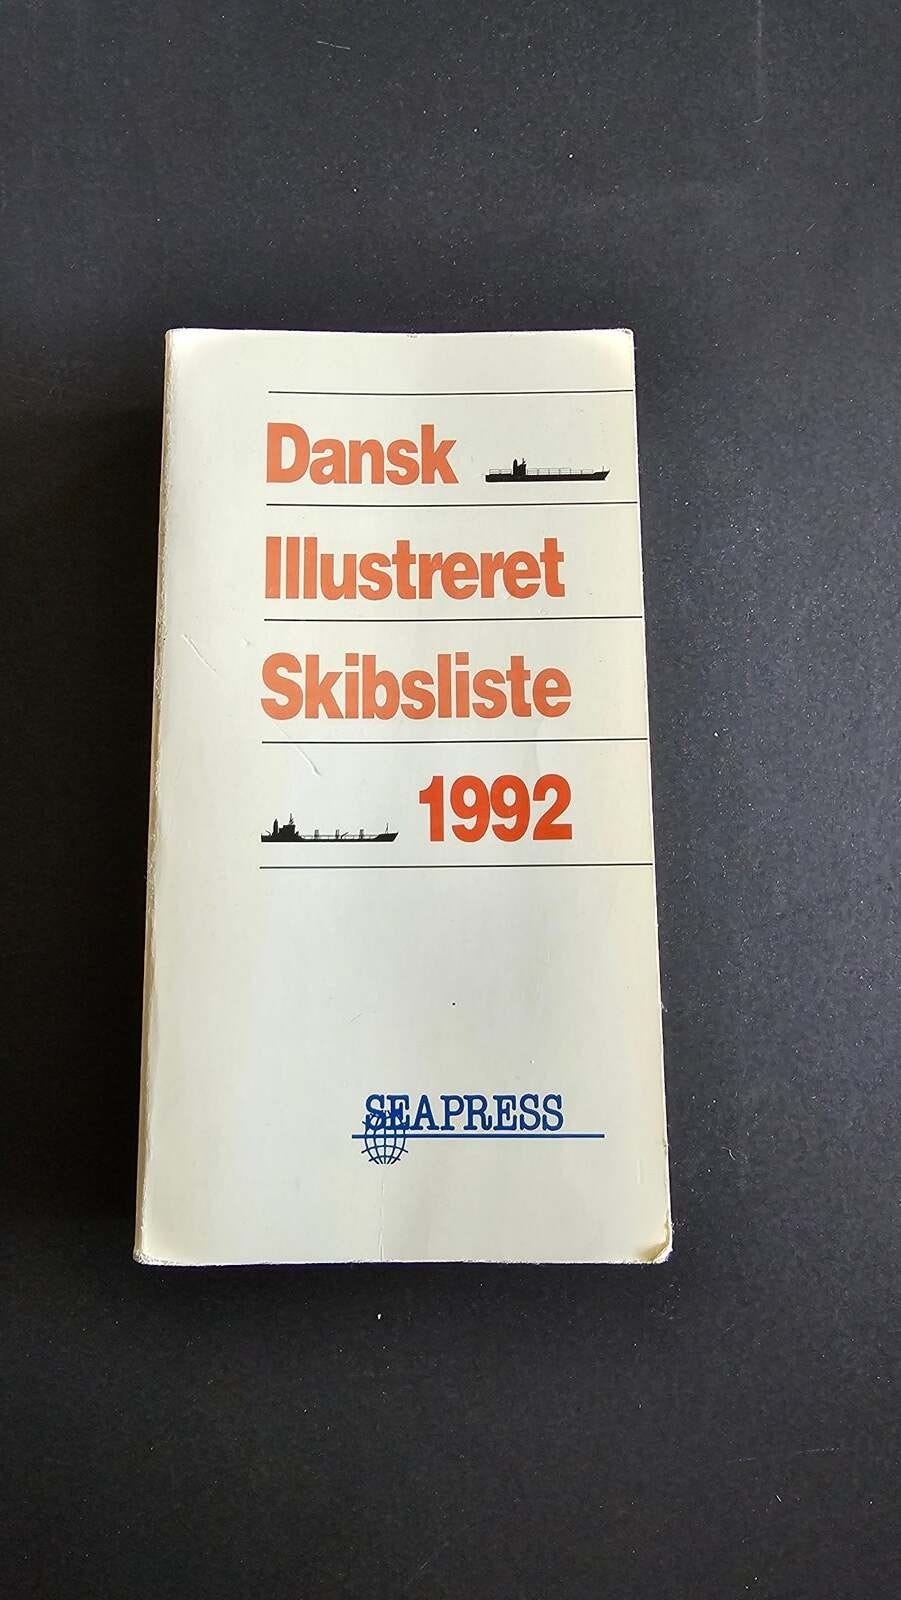 Dansk
Illustreret
Skibsliste
1992
SEAPRESS